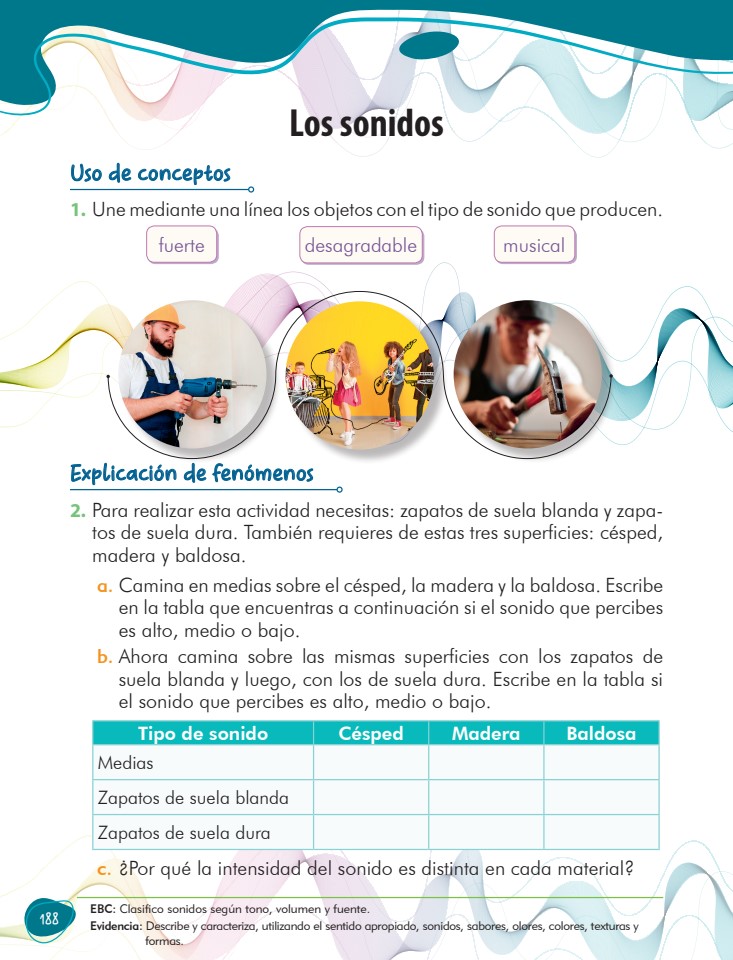 Los sonidos
Uso de conceptos
1. Une mediante una línea los objetos con el tipo de sonido que producen.
fuerte
desagradable
musical
Explicación de fenómenos
2. Para realizar esta actividad necesitas: zapatos de suela blanda y zapa-
tos de suela dura. También requieres de estas tres superficies: césped,
madera y baldosa.
a. Camina en medias sobre el césped, la madera y la baldosa. Escribe
en la tabla que encuentras a continuación si el sonido que percibes
es alto, medio o bajo.
b. Ahora camina sobre las mismas superficies con los zapatos de
suela blanda y luego, con los de suela dura. Escribe en la tabla si
el sonido que percibes es alto, medio o bajo.
Tipo de sonido Césped Madera Baldosa
Medias
Zapatos de suela blanda
Zapatos de suela dura
c. ¿Por qué la intensidad del sonido es distinta en cada material?
188
EBC: Clasifico sonidos según tono, volumen y fuente.
Evidencia: Describe y caracteriza, utilizando el sentido apropiado, sonidos, sabores, olores, colores, texturas y
formas.